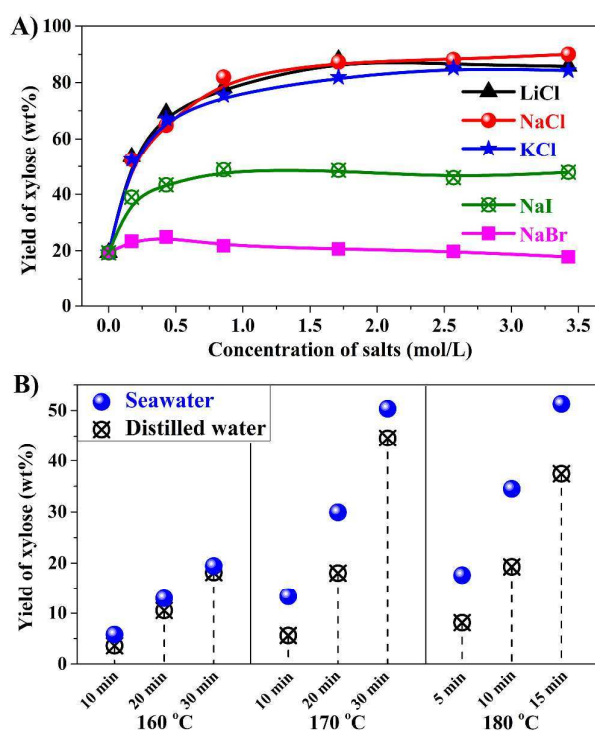 A)
100
80
60
40
20
0
Yield of xylose (wt%)
LiCl
NaCl
KCl
NaI
NaBr
0.0 0.5 1.0 1.5 2.0 2.5 3.0 3.5
Concentration of salts (mol/L)
B)
Seawater
Distilled water
50
40
30
20
10
0
Yield of xylose (wt%)
10 min 20 min 30 min 10 min 20 min 30 min 5 min 10 min 15 min
160 °C 170 °C 180 °C